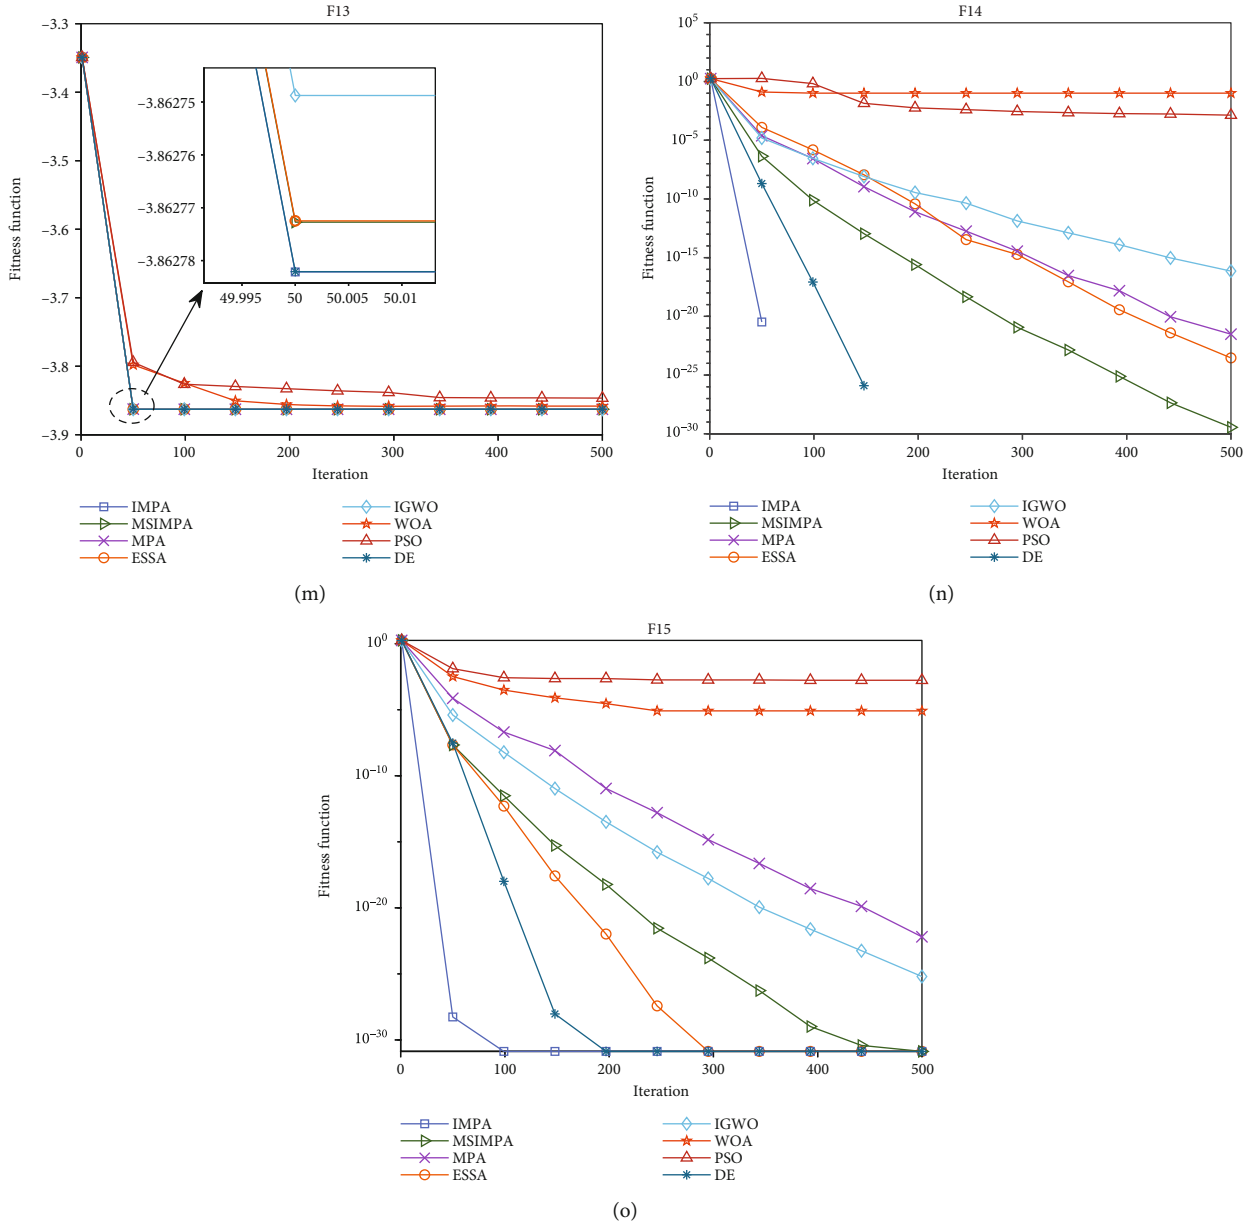 F13
−3.3
−3.4
−3.5
−3.6
−3.7
−3.8
−3.9
Fitness function
−3.86275
−3.86276
−3.86277
−3.86278
49.995 50 50.005 50.01
0 100 200 300 400 500
Iteration
IMPA
MSIMPA
MPA
ESSA
IGWO
WOA
PSO
DE
(m)
F14
10^5
10^0
10^−5
10^−10
10^−15
10^−20
10^−25
10^−30
Fitness function
0 100 200 300 400 500
Iteration
IMPA
MSIMPA
MPA
ESSA
IGWO
WOA
PSO
DE
(n)
F15
10^0
10^−10
10^−20
10^−30
Fitness function
0 100 200 300 400 500
Iteration
IMPA
MSIMPA
MPA
ESSA
IGWO
WOA
PSO
DE
(o)